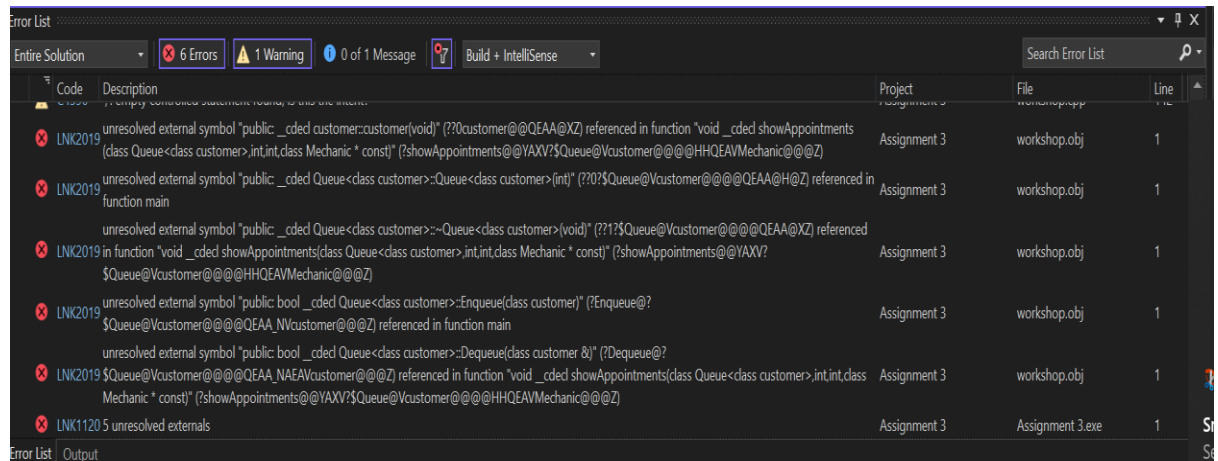 Error List
Entire Solution 6 Errors 1 Warning 0 of 1 Message Build + IntelliSense Search Error List
Code Description Project File Line
empty controlled statement found; is this the intent?
LNK2019 unresolved external symbol "public: __cdecl customer::customer(void)" (??0customer@@QEAA@XZ) referenced in function "void __cdecl showAppointments
(class Queue<class customer>,int,int,class Mechanic * const)" (?showAppointments@@YAXV?$Queue@Vcustomer@@@@HHQEAVMechanic@@@Z) Assignment 3 workshop.obj 1
LNK2019 unresolved external symbol "public: __cdecl Queue<class customer>::Queue<class customer>(int)" (??0?$Queue@Vcustomer@@@@QEAA@H@Z) referenced in
function main Assignment 3 workshop.obj 1
unresolved external symbol "public: __cdecl Queue<class customer>::~Queue<class customer>(void)" (??1?$Queue@Vcustomer@@@@QEAA@XZ) referenced
LNK2019 in function "void __cdecl showAppointments(class Queue<class customer>,int,int,class Mechanic * const)" (?showAppointments@@YAXV? Assignment 3 workshop.obj 1
$Queue@Vcustomer@@@@HHQEAVMechanic@@@Z)
LNK2019 unresolved external symbol "public: bool __cdecl Queue<class customer>::Enqueue(class customer)" (?Enqueue@?
$Queue@Vcustomer@@@@QEAA_NVcustomer@@@Z) referenced in function main Assignment 3 workshop.obj 1
unresolved external symbol "public: bool __cdecl Queue<class customer>::Dequeue(class customer &)" (?Dequeue@?
LNK2019 $Queue@Vcustomer@@@@QEAA_NAEAVcustomer@@@Z) referenced in function "void __cdecl showAppointments(class Queue<class customer>,int,int,class Assignment 3 workshop.obj 1
Mechanic * const)" (?showAppointments@@YAXV?$Queue@Vcustomer@@@@HHQEAVMechanic@@@Z)
LNK1120 5 unresolved externals Assignment 3 Assignment 3.exe 1
Error List Output